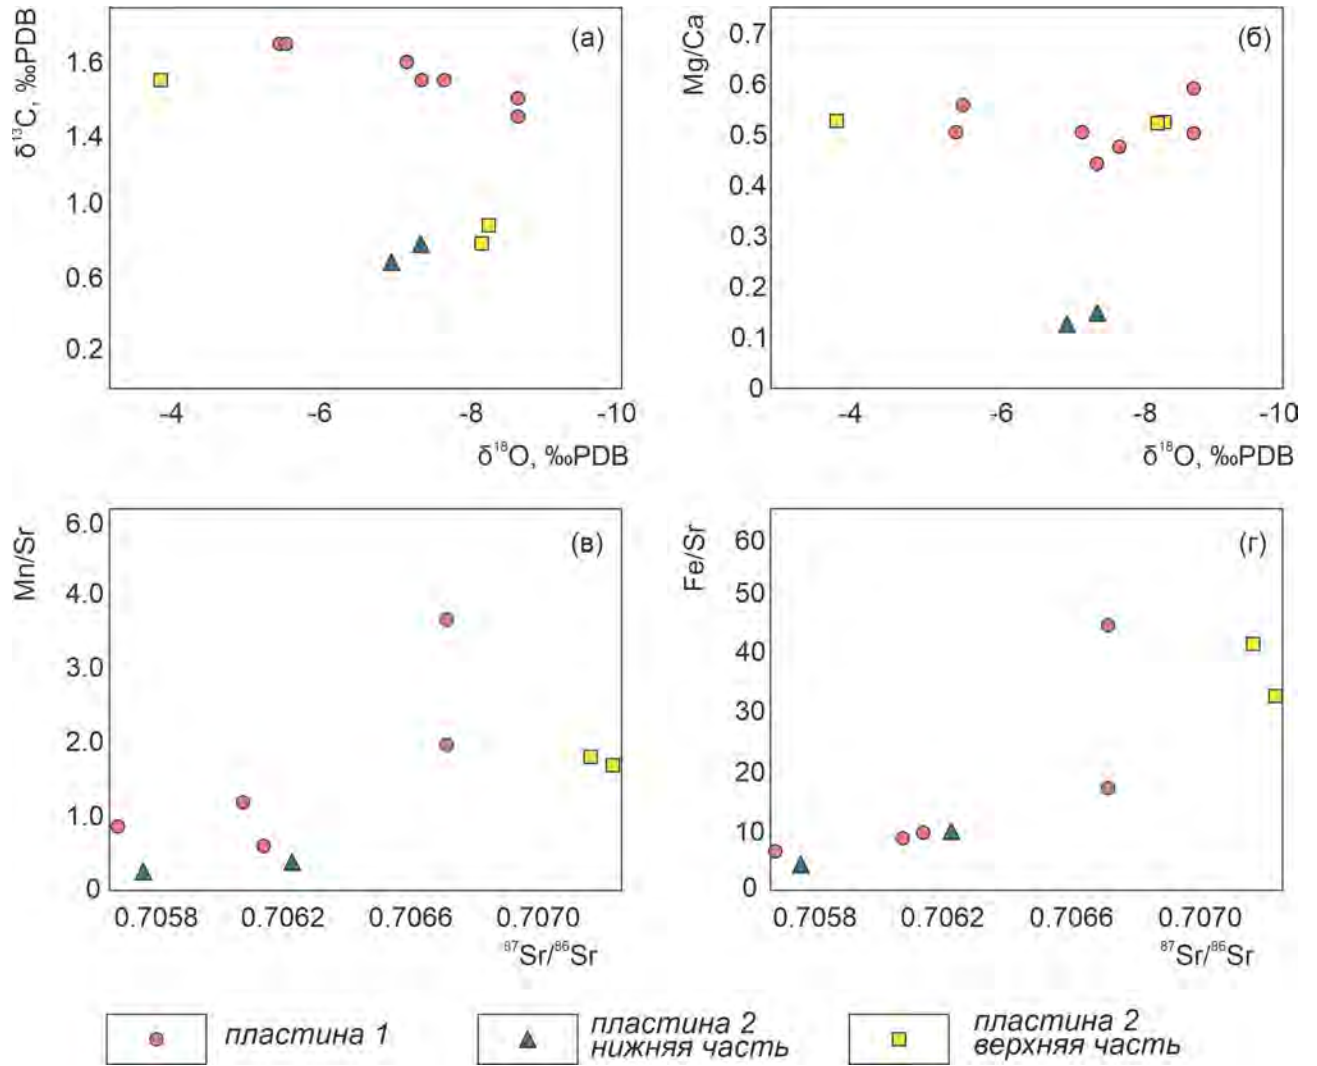 δ¹³C, ‰PDB
(а)
1.6
1.4
1.0
0.6
0.2
-4 -6 -8 -10
δ¹⁸O, ‰PDB
Mg/Ca
(б)
0.7
0.6
0.5
0.4
0.3
0.2
0.1
0
-4 -6 -8 -10
δ¹⁸O, ‰PDB
Mn/Sr
(в)
6.0
4.0
3.0
2.0
1.0
0
0.7058 0.7062 0.7066 0.7070
⁸⁷Sr/⁸⁶Sr
Fe/Sr
(г)
60
50
40
30
20
10
0
0.7058 0.7062 0.7066 0.7070
⁸⁷Sr/⁸⁶Sr
пластина 1
пластина 2
нижняя часть
пластина 2
верхняя часть